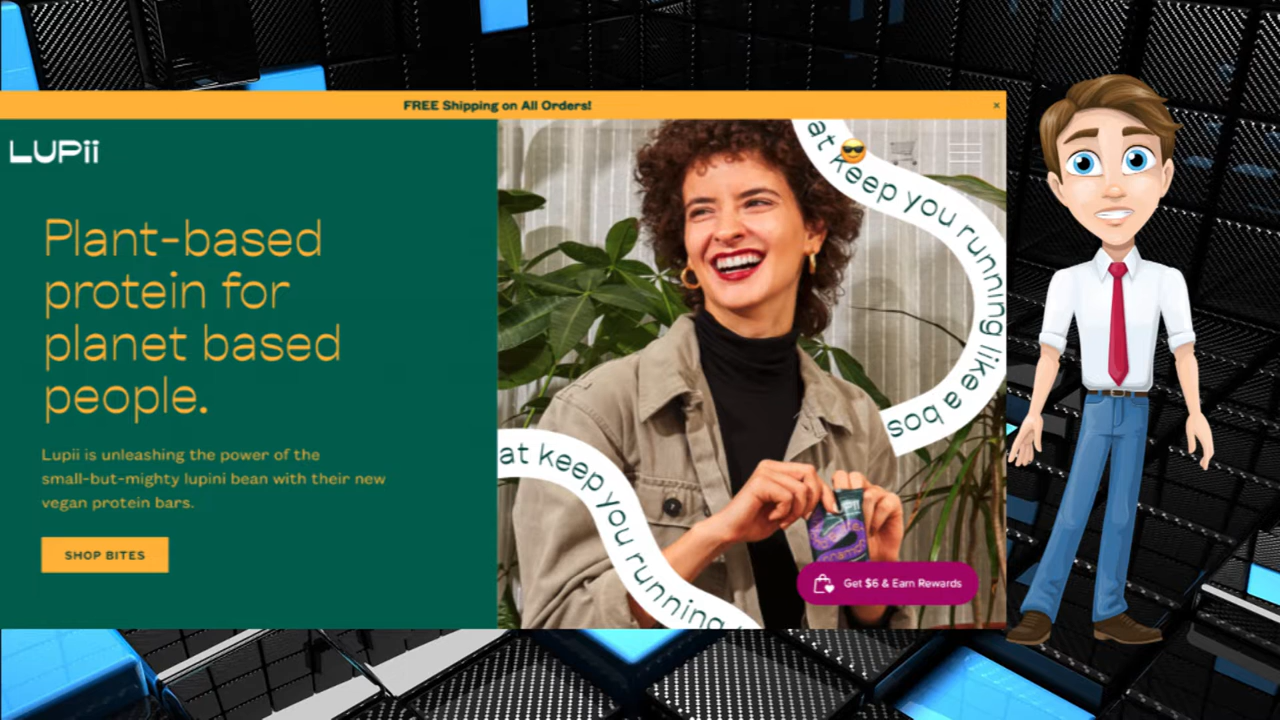 FREE Shipping on All Orders!
×
LUPii
Plant-based
protein for
planet based
people.
Lupii is unleashing the power of the
small-but-mighty lupini bean with their new
vegan protein bars.
SHOP BITES
at keep you running like a bos
at keep you running
LUPii
Get $6 & Earn Rewards